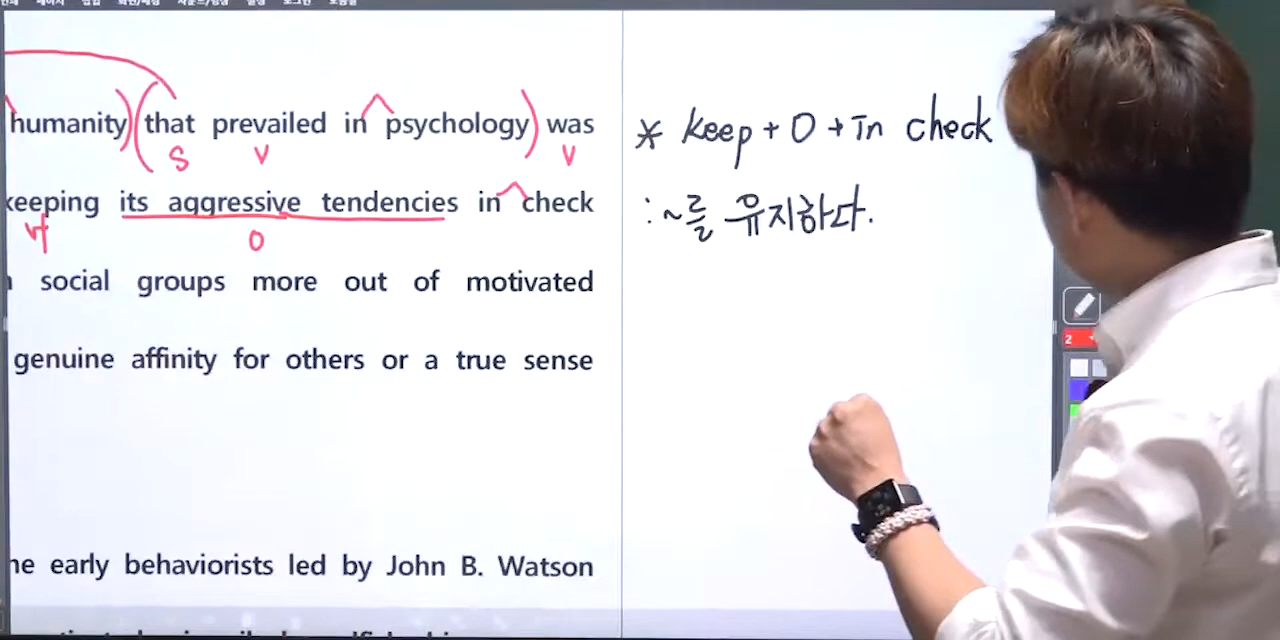 humanity) (that prevailed in psychology) was
S V V
* keep + O + in check
keeping its aggressive tendencies in check
: ~를 유지하다.
vt O
social groups more out of motivated
genuine affinity for others or a true sense
2
early behaviorists led by John B. Watson